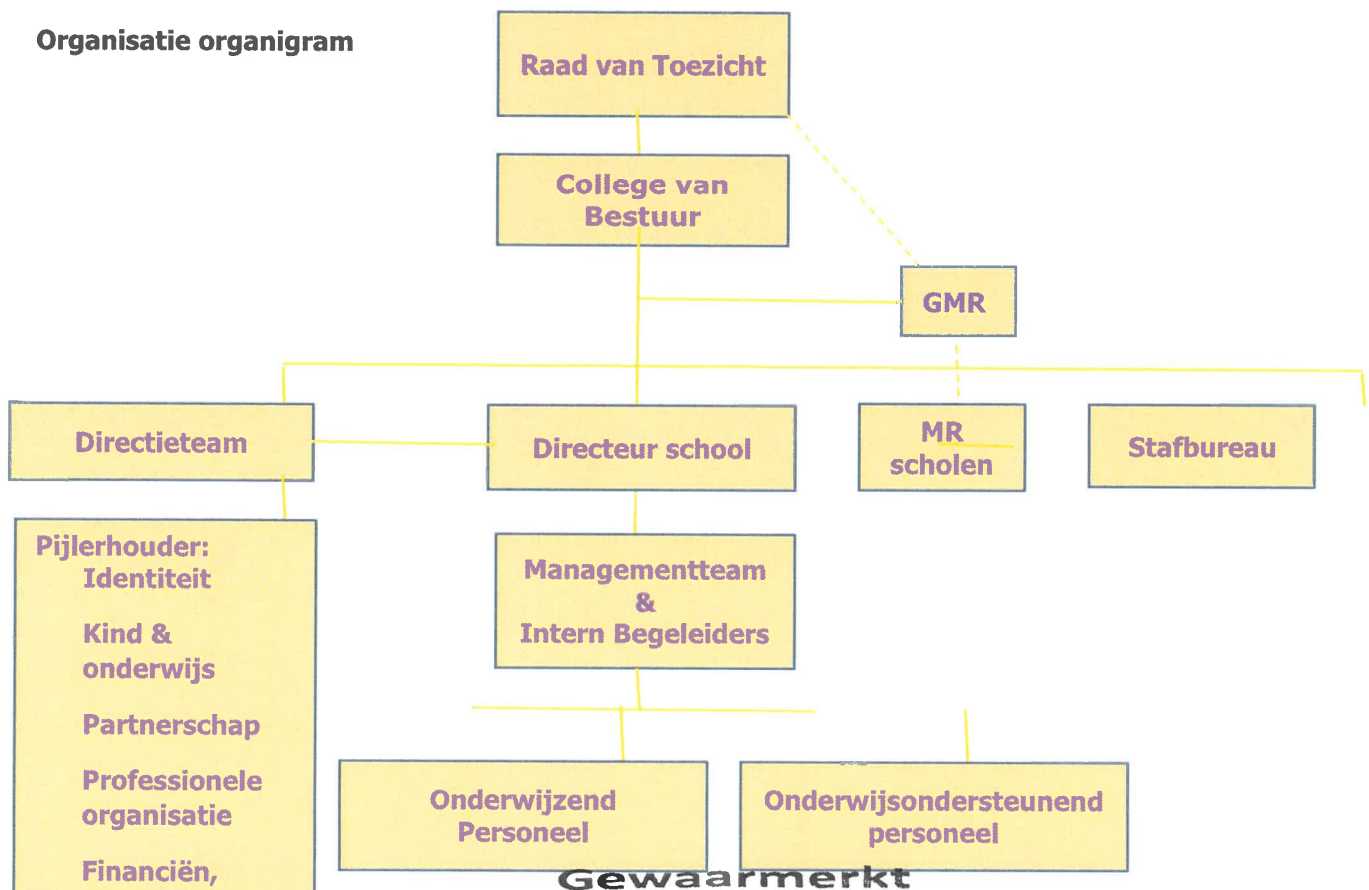 Organisatie organigram
Raad van Toezicht
College van
Bestuur
GMR
Directieteam
Directeur school
MR
scholen
Stafbureau
Pijlerhouder:
Identiteit
Kind &
onderwijs
Partnerschap
Professionele
organisatie
Financiën,
Managementteam
&
Intern Begeleiders
Onderwijzend
Personeel
Onderwijsondersteunend
personeel
Gewaarmerkt